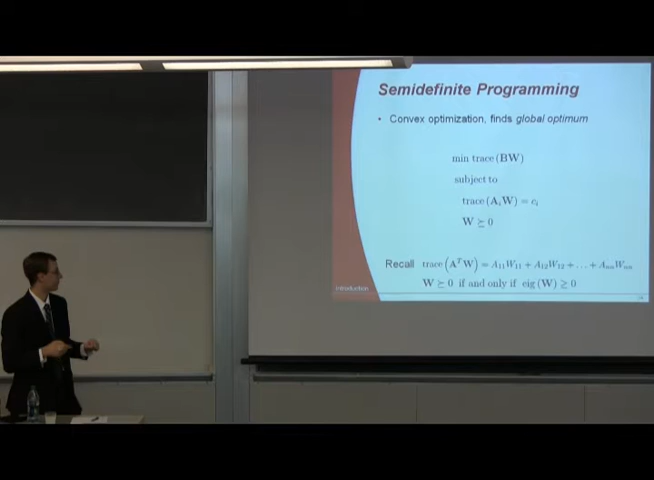 Semidefinite Programming
• Convex optimization, finds global optimum
min trace (BW)
subject to
trace (AᵢW) = cᵢ
W ⪰ 0
Recall trace (AᵀW) = A₁₁W₁₁ + A₁₂W₁₂ + … + AₙₙWₙₙ
W ⪰ 0 if and only if eig (W) ≥ 0
Introduction